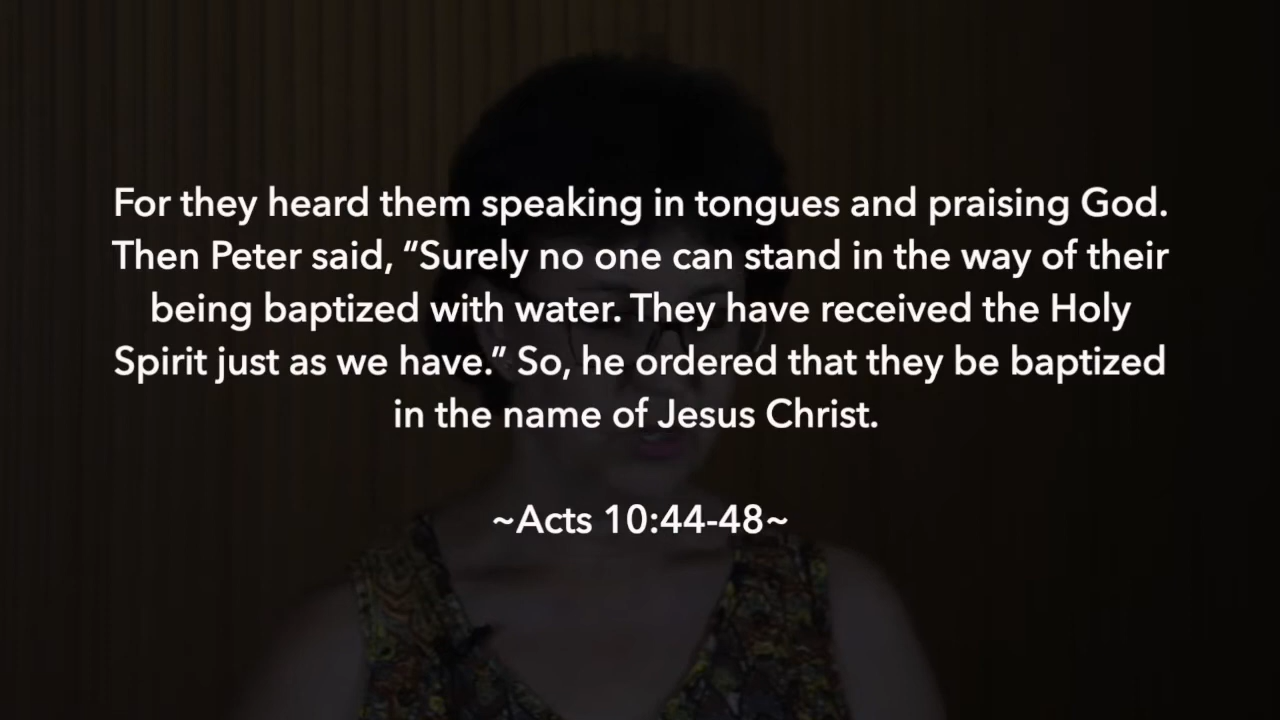 For they heard them speaking in tongues and praising God.
Then Peter said, “Surely no one can stand in the way of their
being baptized with water. They have received the Holy
Spirit just as we have.” So, he ordered that they be baptized
in the name of Jesus Christ.
~Acts 10:44-48~